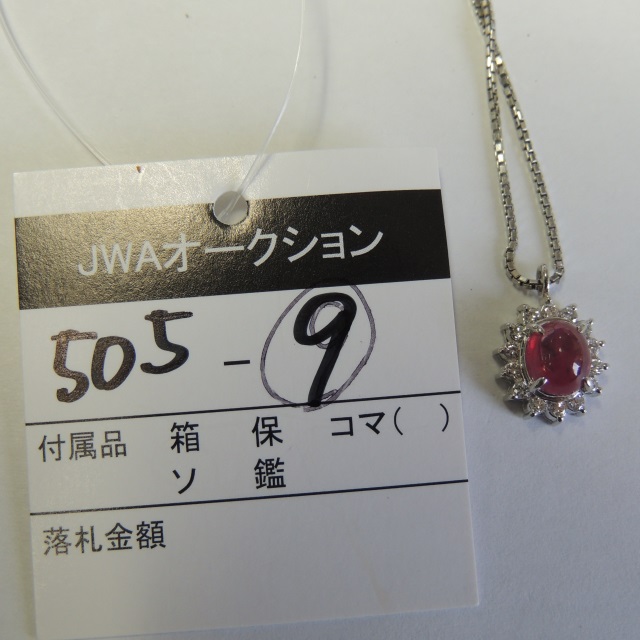 JWAオークション
505-⑨
付属品 箱 保 コマ( )
ソ 鑑
落札金額